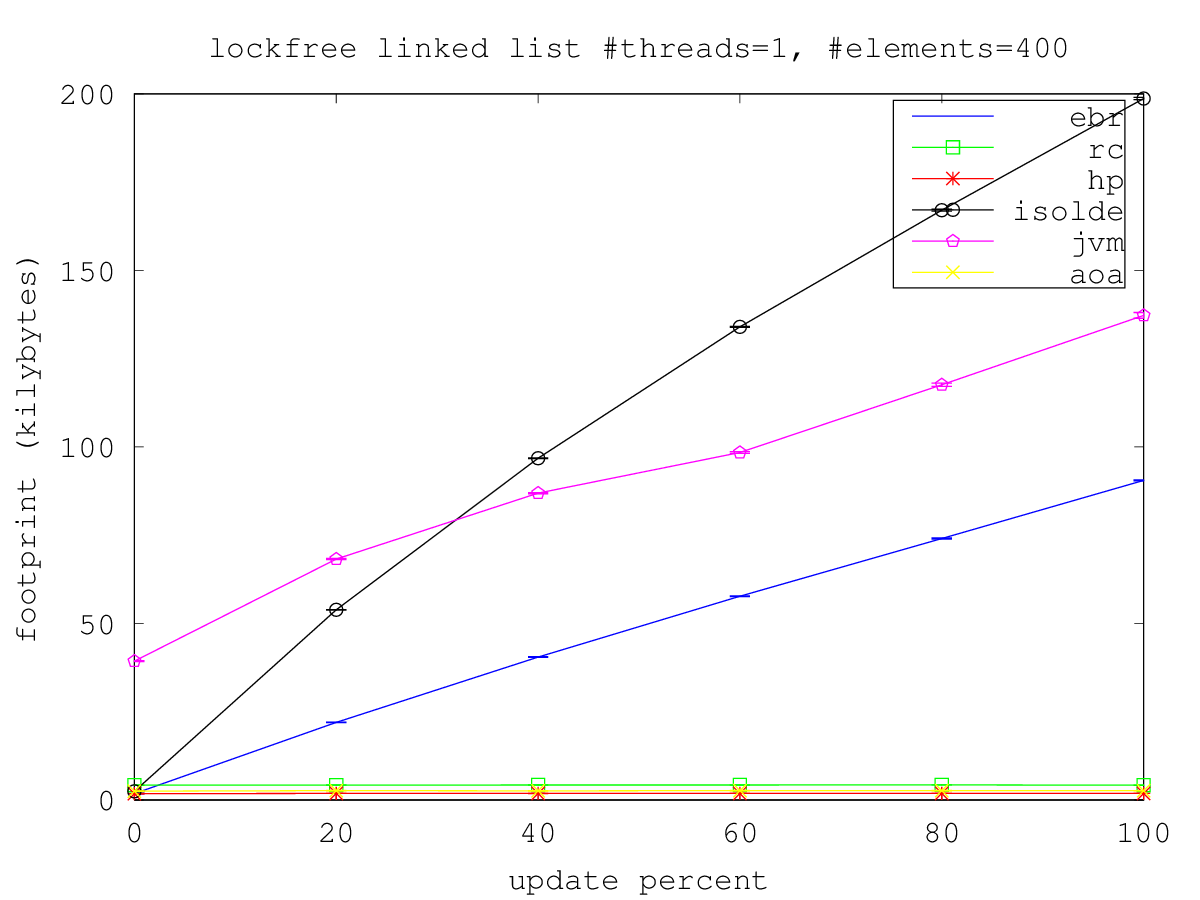 lockfree linked list #threads=1, #elements=400
200
150
100
50
0
footprint (kilybytes)
ebr
rc
hp
isolde
jvm
aoa
0 20 40 60 80 100
update percent